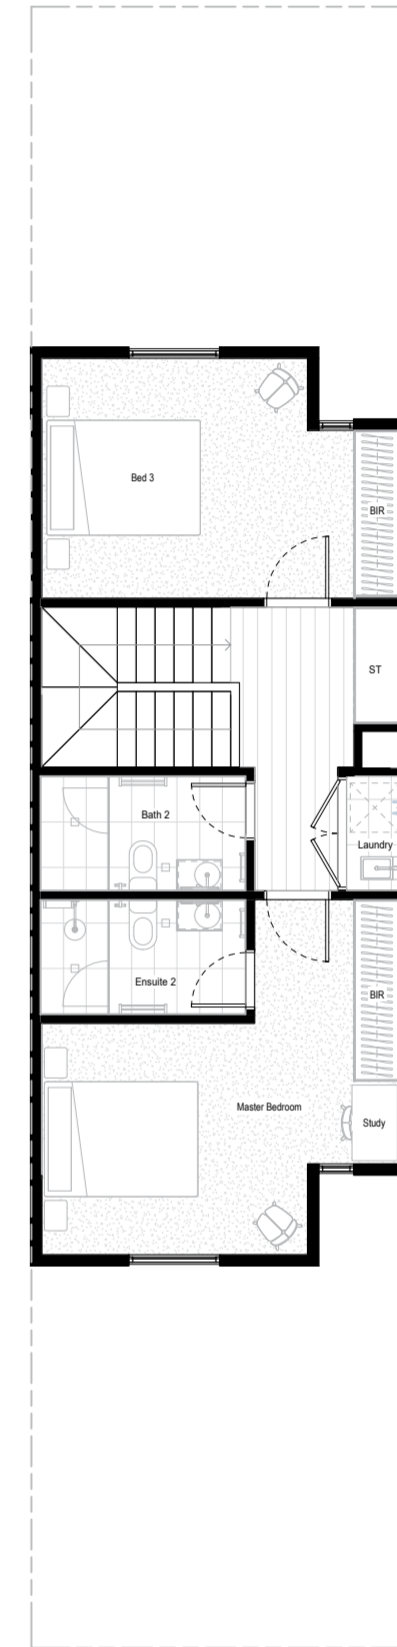 Bed 3
BIR
ST
Bath 2
Laundry
Ensuite 2
BIR
Master Bedroom
Study